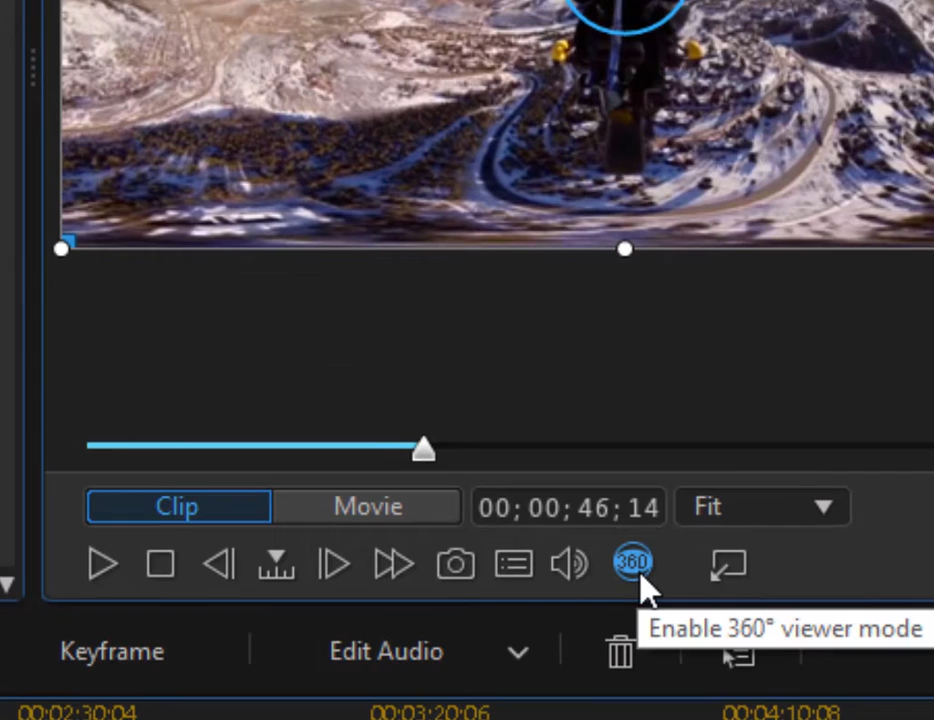 Clip Movie 00; 00; 46; 14 Fit
360
Enable 360° viewer mode
Keyframe Edit Audio
00:02:30:04 00:03:20:06 00:04:10:08